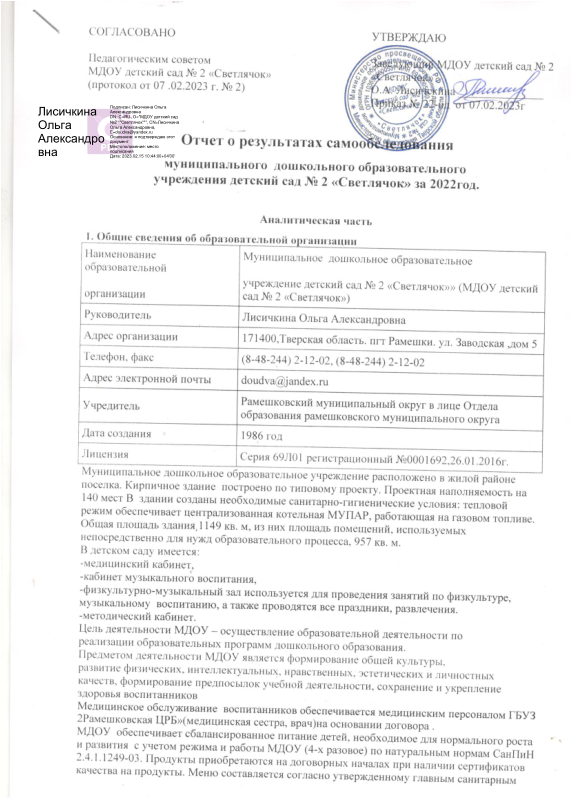 СОГЛАСОВАНО
Педагогическим советом
МДОУ детский сад № 2 «Светлячок»
(протокол от 07 .02.2023 г. № 2)
УТВЕРЖДАЮ
Заведующий МДОУ детский сад № 2
«Светлячок»
О.А. Лисичкина
Приказ № 22-од от 07.02.2023г
Лисичкина
Ольга
Александро
вна
Подписан: Лисичкина Ольга
Александровна
Ольга Александровна,
документ
Местоположение: место
подписания
Дата: 2023.02.15 10:44:00+04'00'
Отчет о результатах самообследования
муниципального дошкольного образовательного
учреждения детский сад № 2 «Светлячок» за 2022год.
Аналитическая часть
1. Общие сведения об образовательной организации
Наименование
образовательной
организации
Муниципальное дошкольное образовательное
учреждение детский сад № 2 «Светлячок»» (МДОУ детский
сад № 2 «Светлячок»)
Руководитель
Лисичкина Ольга Александровна
Адрес организации
171400,Тверская область. пгт Рамешки. ул. Заводская ,дом 5
Телефон, факс
(8-48-244) 2-12-02, (8-48-244) 2-12-02
Адрес электронной почты
doudva@jandex.ru
Учредитель
Рамешковский муниципальный округ в лице Отдела
образования рамешковского муниципального округа
Дата создания
1986 год
Лицензия
Серия 69Л01 регистрационный №0001692,26.01.2016г.
Муниципальное дошкольное образовательное учреждение расположено в жилой районе
поселка. Кирпичное здание построено по типовому проекту. Проектная наполняемость на
140 мест В здании созданы необходимые санитарно-гигиенические условия: тепловой
режим обеспечивает централизованная котельная МУПАР, работающая на газовом топливе.
Общая площадь здания 1149 кв. м, из них площадь помещений, используемых
непосредственно для нужд образовательного процесса, 957 кв. м.
В детском саду имеется:
-медицинский кабинет,
-кабинет музыкального воспитания,
-физкультурно-музыкальный зал используется для проведения занятий по физкультуре,
музыкальному воспитанию, а также проводятся все праздники, развлечения.
-методический кабинет.
Цель деятельности МДОУ – осуществление образовательной деятельности по
реализации образовательных программ дошкольного образования.
Предметом деятельности МДОУ является формирование общей культуры,
развитие физических, интеллектуальных, нравственных, эстетических и личностных
качеств, формирование предпосылок учебной деятельности, сохранение и укрепление
здоровья воспитанников
Медицинское обслуживание воспитанников обеспечивается медицинским персоналом ГБУЗ
2Рамешковская ЦРБ»(медицинская сестра, врач)на основании договора .
МДОУ обеспечивает сбалансированное питание детей, необходимое для нормального роста
и развития с учетом режима и работы МДОУ (4-х разовое) по натуральным нормам СанПиН
2.4.1.1249-03. Продукты приобретаются на договорных началах при наличии сертификатов
качества на продукты. Меню составляется согласно утвержденному главным санитарным